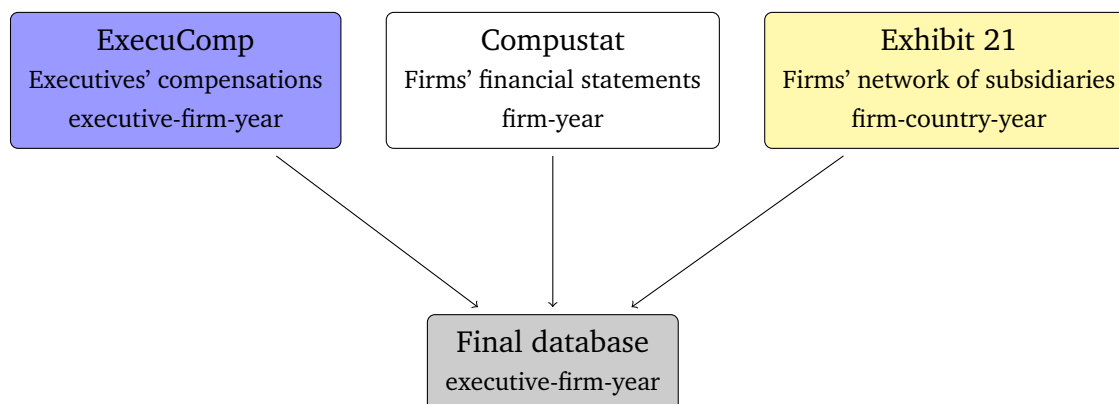 ExecuComp
Executives' compensations
executive-firm-year
Compustat
Firms' financial statements
firm-year
Exhibit 21
Firms' network of subsidiaries
firm-country-year
Final database
executive-firm-year